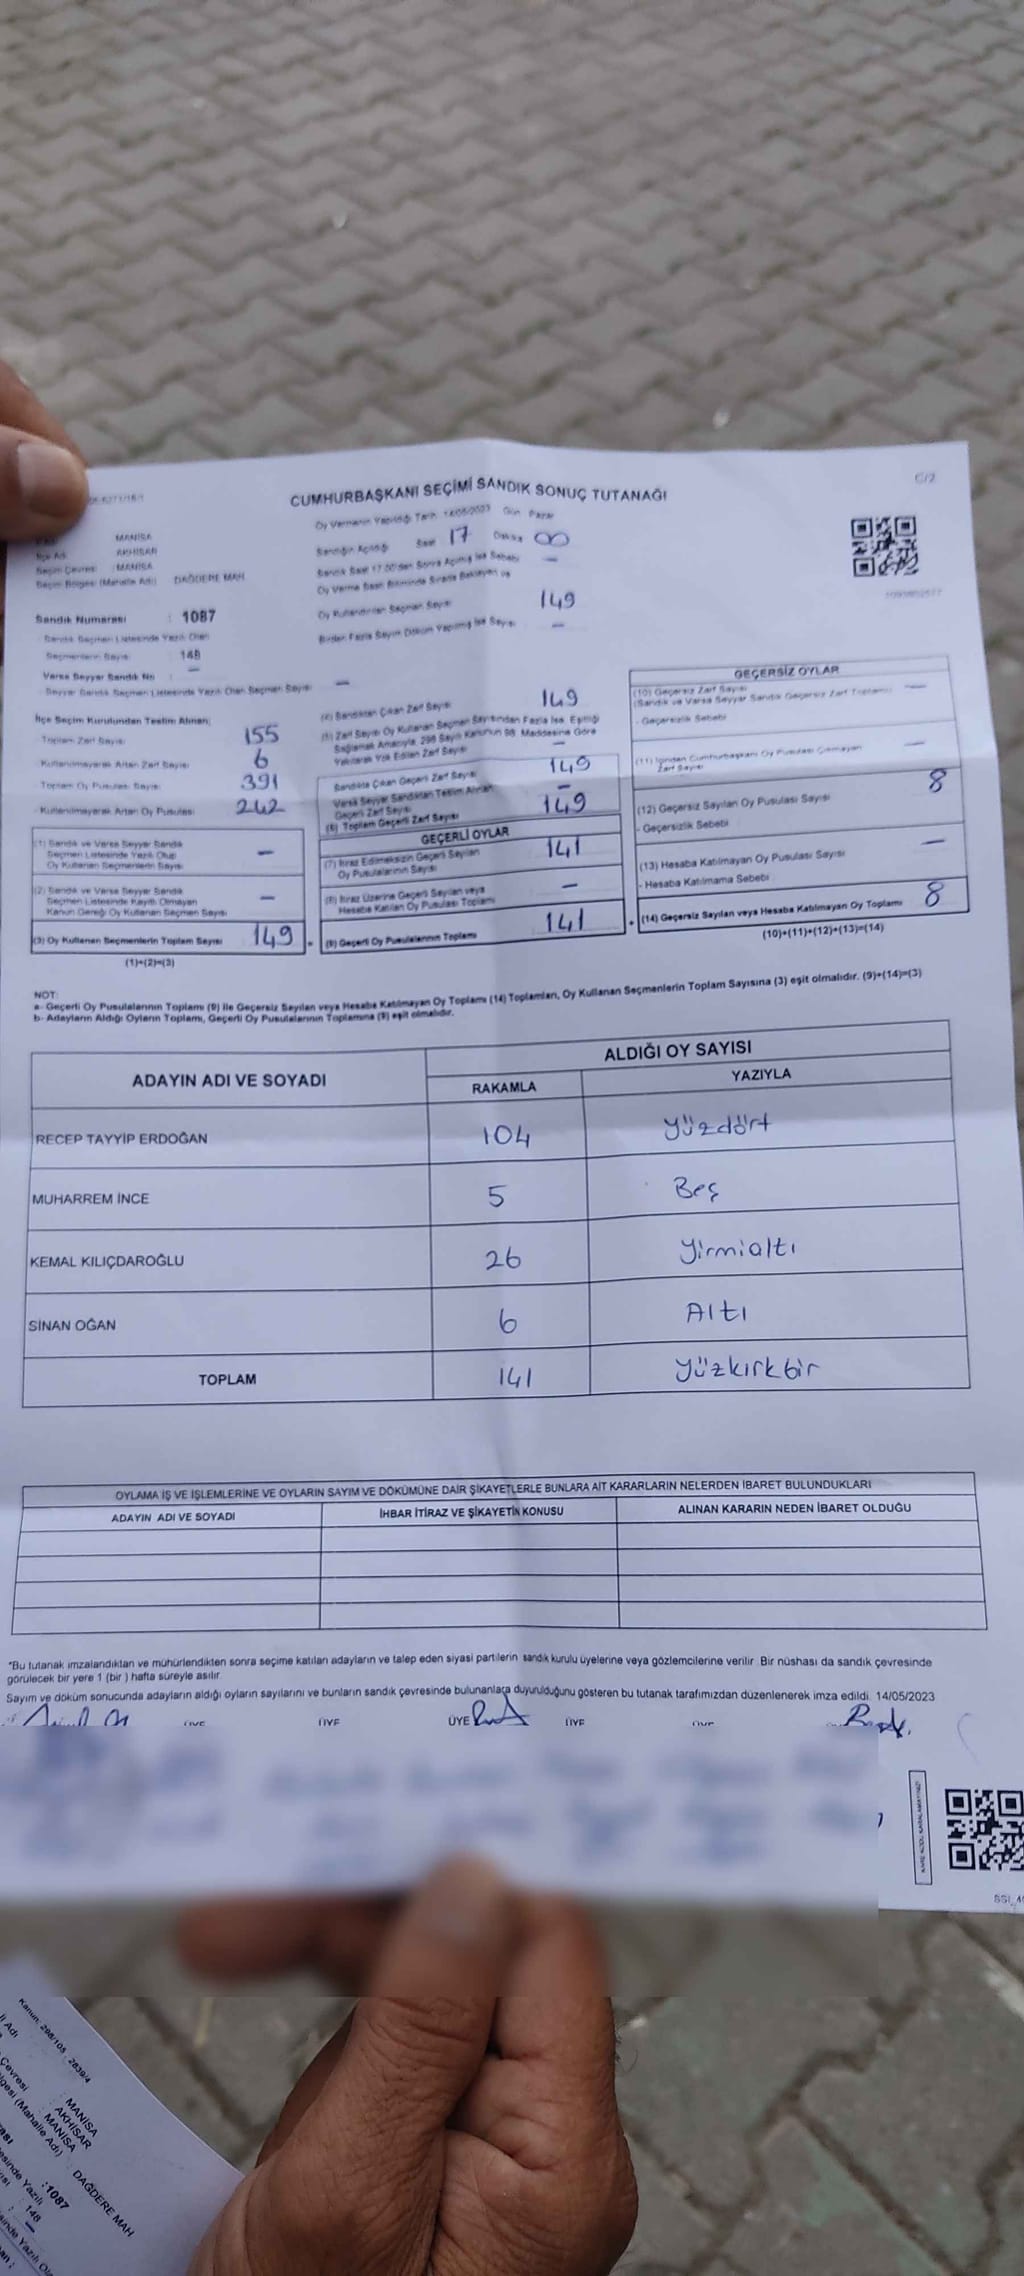 C/2
CUMHURBAŞKANI SEÇİMİ SANDIK SONUÇ TUTANAĞI
Oy Vermenin Yapıldığı Tarih: 14/05/2023 Gün Pazar
MANİSA
İlçe Adı AKHİSAR
Seçim Çevresi : MANİSA
Seçim Bölgesi (Mahalle Adı) DAĞDERE MAH
Sandığın Açıldığı Saat 17 Dakika 00
Sandık Saat 17.00'den Sonra Açılmış İse Sebebi —
Oy Verme Saati Bitiminde Sırada Bekleyen ve
Oy Kullandırılan Seçmen Sayısı 149
Birden Fazla Sayım Döküm Yapılmış İse Sayısı —
Sandık Numarası : 1087
Sandık Seçmen Listesinde Yazılı Olan
Seçmenlerin Sayısı : 148
Varsa Seyyar Sandık No : —
Seyyar Sandık Seçmen Listesinde Yazılı Olan Seçmen Sayısı —
İlçe Seçim Kurulundan Teslim Alınan;
Toplam Zarf Sayısı 155
Kullanılmayarak Artan Zarf Sayısı 6
Toplam Oy Pusulası Sayısı 391
Kullanılmayarak Artan Oy Pusulası 242
(1) Sandık ve Varsa Seyyar Sandık
Seçmen Listesinde Yazılı Olup
Oy Kullanan Seçmenlerin Sayısı —
(2) Sandık ve Varsa Seyyar Sandık
Seçmen Listesinde Kayıtlı Olmayan
Kanun Gereği Oy Kullanan Seçmen Sayısı —
(3) Oy Kullanan Seçmenlerin Toplam Sayısı 149 =
(1)+(2)=(3)
(4) Sandıktan Çıkan Zarf Sayısı 149
(5) Zarf Sayısı Oy Kullanan Seçmen Sayısından Fazla İse, Eşitliği
Sağlamak Amacıyla, 298 Sayılı Kanunun 98. Maddesine Göre
Yakılarak Yok Edilen Zarf Sayısı —
Sandıkta Çıkan Geçerli Zarf Sayısı 149
Varsa Seyyar Sandıktan Teslim Alınan
Geçerli Zarf Sayısı —
(6) Toplam Geçerli Zarf Sayısı 149
GEÇERLİ OYLAR
(7) İtiraz Edilmeksizin Geçerli Sayılan
Oy Pusulalarının Sayısı 141
(8) İtiraz Üzerine Geçerli Sayılan veya
Hesaba Katılan Oy Pusulası Toplamı —
(9) Geçerli Oy Pusulalarının Toplamı 141 +
GEÇERSİZ OYLAR
(10) Geçersiz Zarf Sayısı —
(Sandık ve Varsa Seyyar Sandık Geçersiz Zarf Toplamı)
- Geçersizlik Sebebi
(11) İçinden Cumhurbaşkanı Oy Pusulası Çıkmayan
Zarf Sayısı —
(12) Geçersiz Sayılan Oy Pusulası Sayısı 8
- Geçersizlik Sebebi
(13) Hesaba Katılmayan Oy Pusulası Sayısı —
- Hesaba Katılmama Sebebi
(14) Geçersiz Sayılan veya Hesaba Katılmayan Oy Toplamı 8
(10)+(11)+(12)+(13)=(14)
NOT:
a- Geçerli Oy Pusulalarının Toplamı (9) ile Geçersiz Sayılan veya Hesaba Katılmayan Oy Toplamı (14) Toplamları, Oy Kullanan Seçmenlerin Toplam Sayısına (3) eşit olmalıdır. (9)+(14)=(3)
b- Adayların Aldığı Oyların Toplamı, Geçerli Oy Pusulalarının Toplamına (9) eşit olmalıdır.
ADAYIN ADI VE SOYADI ALDIĞI OY SAYISI
RAKAMLA YAZIYLA
RECEP TAYYİP ERDOĞAN 104 Yüzdört
MUHARREM İNCE 5 Beş
KEMAL KILIÇDAROĞLU 26 Yirmialtı
SİNAN OĞAN 6 Altı
TOPLAM 141 Yüzkırkbir
OYLAMA İŞ VE İŞLEMLERİNE VE OYLARIN SAYIM VE DÖKÜMÜNE DAİR ŞİKAYETLERLE BUNLARA AİT KARARLARIN NELERDEN İBARET BULUNDUKLARI
ADAYIN ADI VE SOYADI İHBAR İTİRAZ VE ŞİKAYETİN KONUSU ALINAN KARARIN NEDEN İBARET OLDUĞU
*Bu tutanak imzalandıktan ve mühürlendikten sonra seçime katılan adayların ve talep eden siyasi partilerin sandık kurulu üyelerine veya gözlemcilerine verilir. Bir nüshası da sandık çevresinde
görülecek bir yere 1 (bir ) hafta süreyle asılır.
Sayım ve döküm sonucunda adayların aldığı oyların sayılarını ve bunların sandık çevresinde bulunanlara duyurulduğunu gösteren bu tutanak tarafımızdan düzenlenerek imza edildi. 14/05/2023
ÜYE ÜYE ÜYE ÜYE ÜYE
Kanun: 298/105 2839/4
MANİSA
AKHİSAR
MANİSA
(Mahalle Adı) DAĞDERE MAH
:1087
: 148